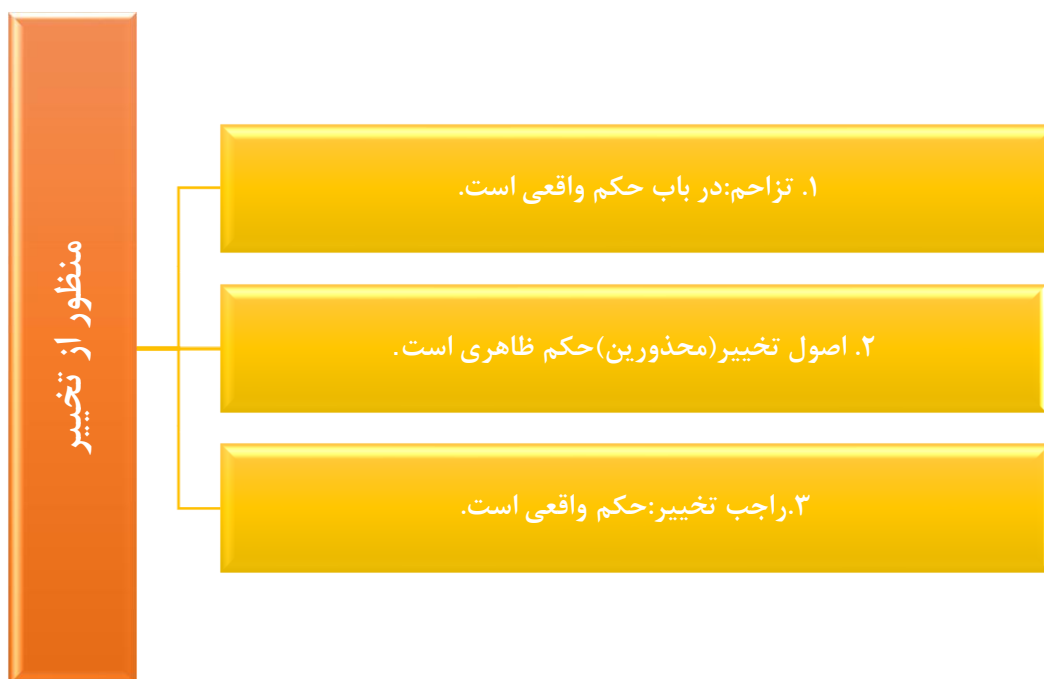 منظور از تخییر
۱. تزاحم:در باب حکم واقعی است.
۲. اصول تخییر(محذورین)حکم ظاهری است.
۳.راجب تخییر:حکم واقعی است.